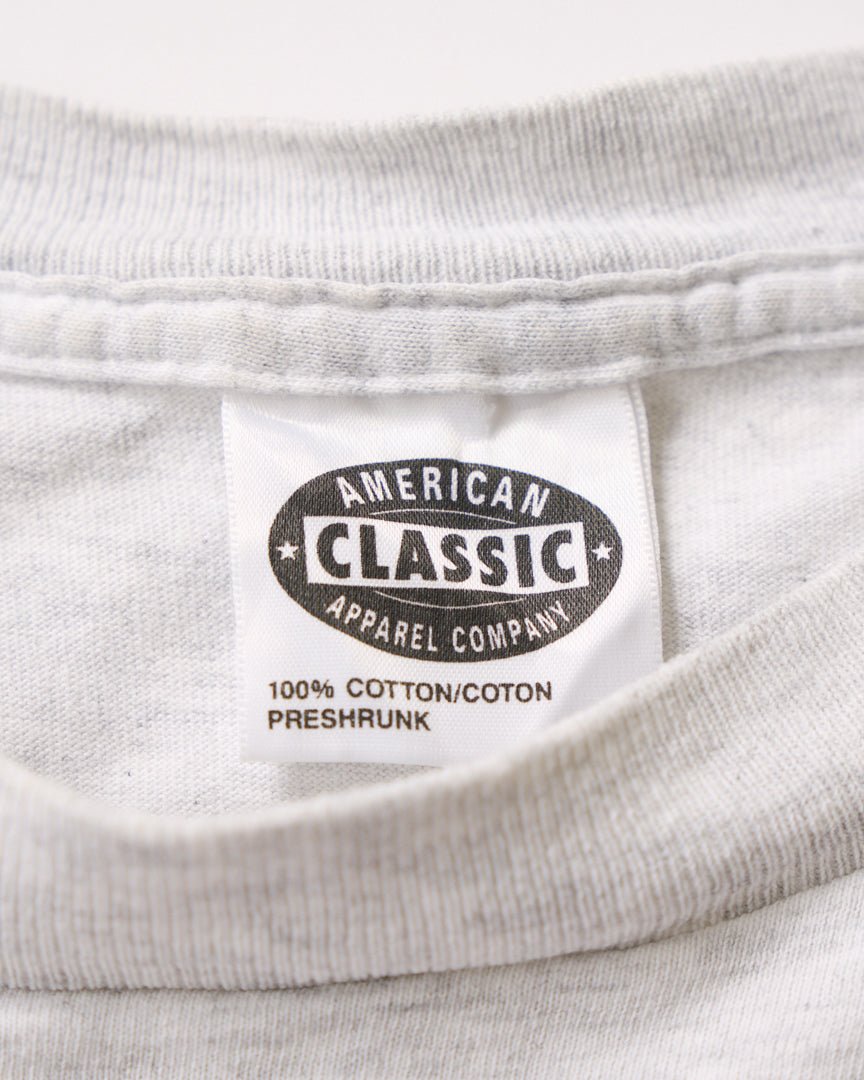 AMERICAN
CLASSIC
APPAREL COMPANY
100% COTTON/COTON
PRESHRUNK